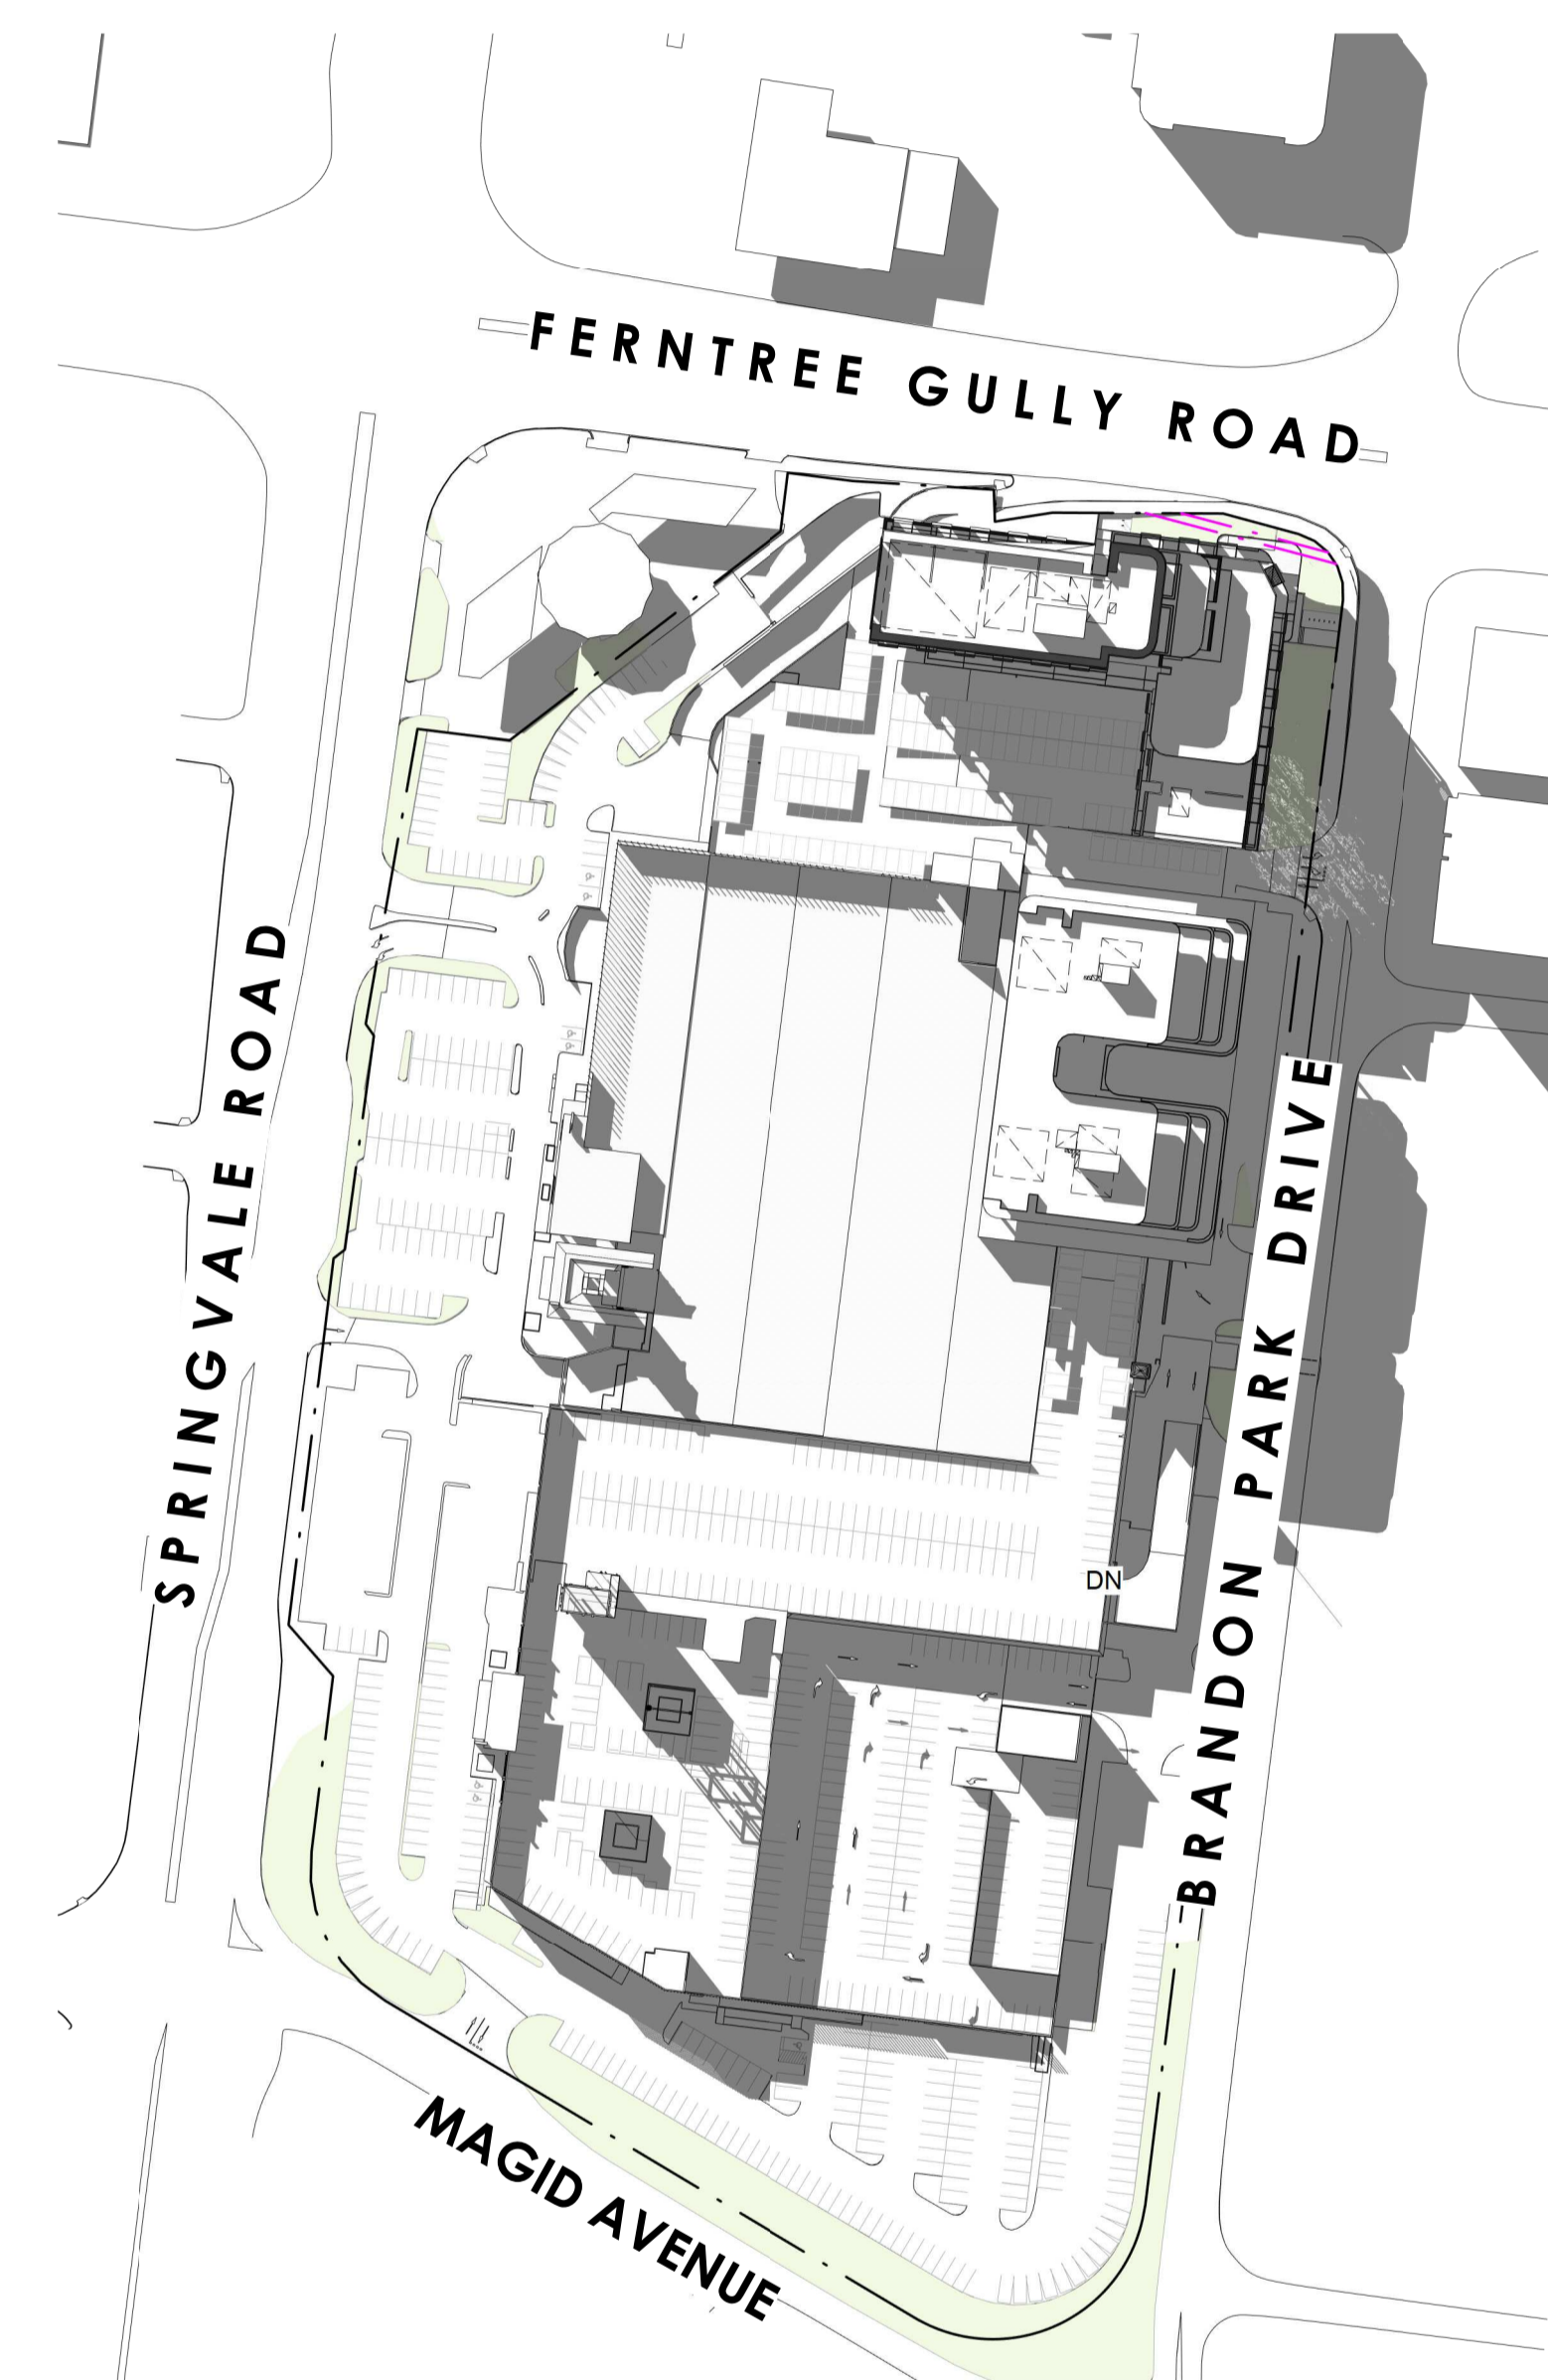 FERNTREE GULLY ROAD
SPRINGVALE ROAD
BRANDON PARK DRIVE
DN
MAGID AVENUE